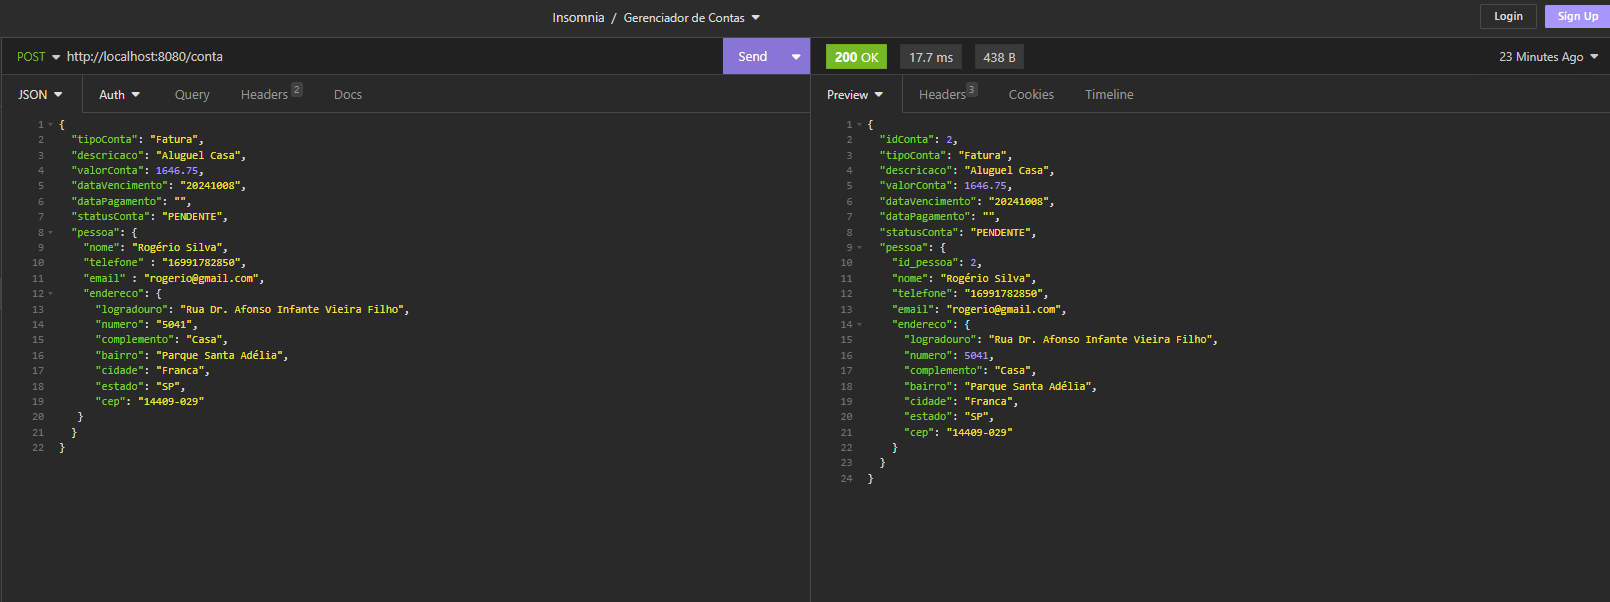 Insomnia / Gerenciador de Contas
Login
Sign Up
POST http://localhost:8080/conta
Send
200 OK
17.7 ms
438 B
23 Minutes Ago
JSON
Auth
Query
Headers 2
Docs
Preview
Headers 3
Cookies
Timeline
1 {
2 "tipoConta": "Fatura",
3 "descricaco": "Aluguel Casa",
4 "valorConta": 1646.75,
5 "dataVencimento": "20241008",
6 "dataPagamento": "",
7 "statusConta": "PENDENTE",
8 "pessoa": {
9 "nome": "Rogério Silva",
10 "telefone" : "16991782850",
11 "email" : "rogerio@gmail.com",
12 "endereco": {
13 "logradouro": "Rua Dr. Afonso Infante Vieira Filho",
14 "numero": "5041",
15 "complemento": "Casa",
16 "bairro": "Parque Santa Adélia",
17 "cidade": "Franca",
18 "estado": "SP",
19 "cep": "14409-029"
20 }
21 }
22 }
1 {
2 "idConta": 2,
3 "tipoConta": "Fatura",
4 "descricaco": "Aluguel Casa",
5 "valorConta": 1646.75,
6 "dataVencimento": "20241008",
7 "dataPagamento": "",
8 "statusConta": "PENDENTE",
9 "pessoa": {
10 "id_pessoa": 2,
11 "nome": "Rogério Silva",
12 "telefone": "16991782850",
13 "email": "rogerio@gmail.com",
14 "endereco": {
15 "logradouro": "Rua Dr. Afonso Infante Vieira Filho",
16 "numero": 5041,
17 "complemento": "Casa",
18 "bairro": "Parque Santa Adélia",
19 "cidade": "Franca",
20 "estado": "SP",
21 "cep": "14409-029"
22 }
23 }
24 }